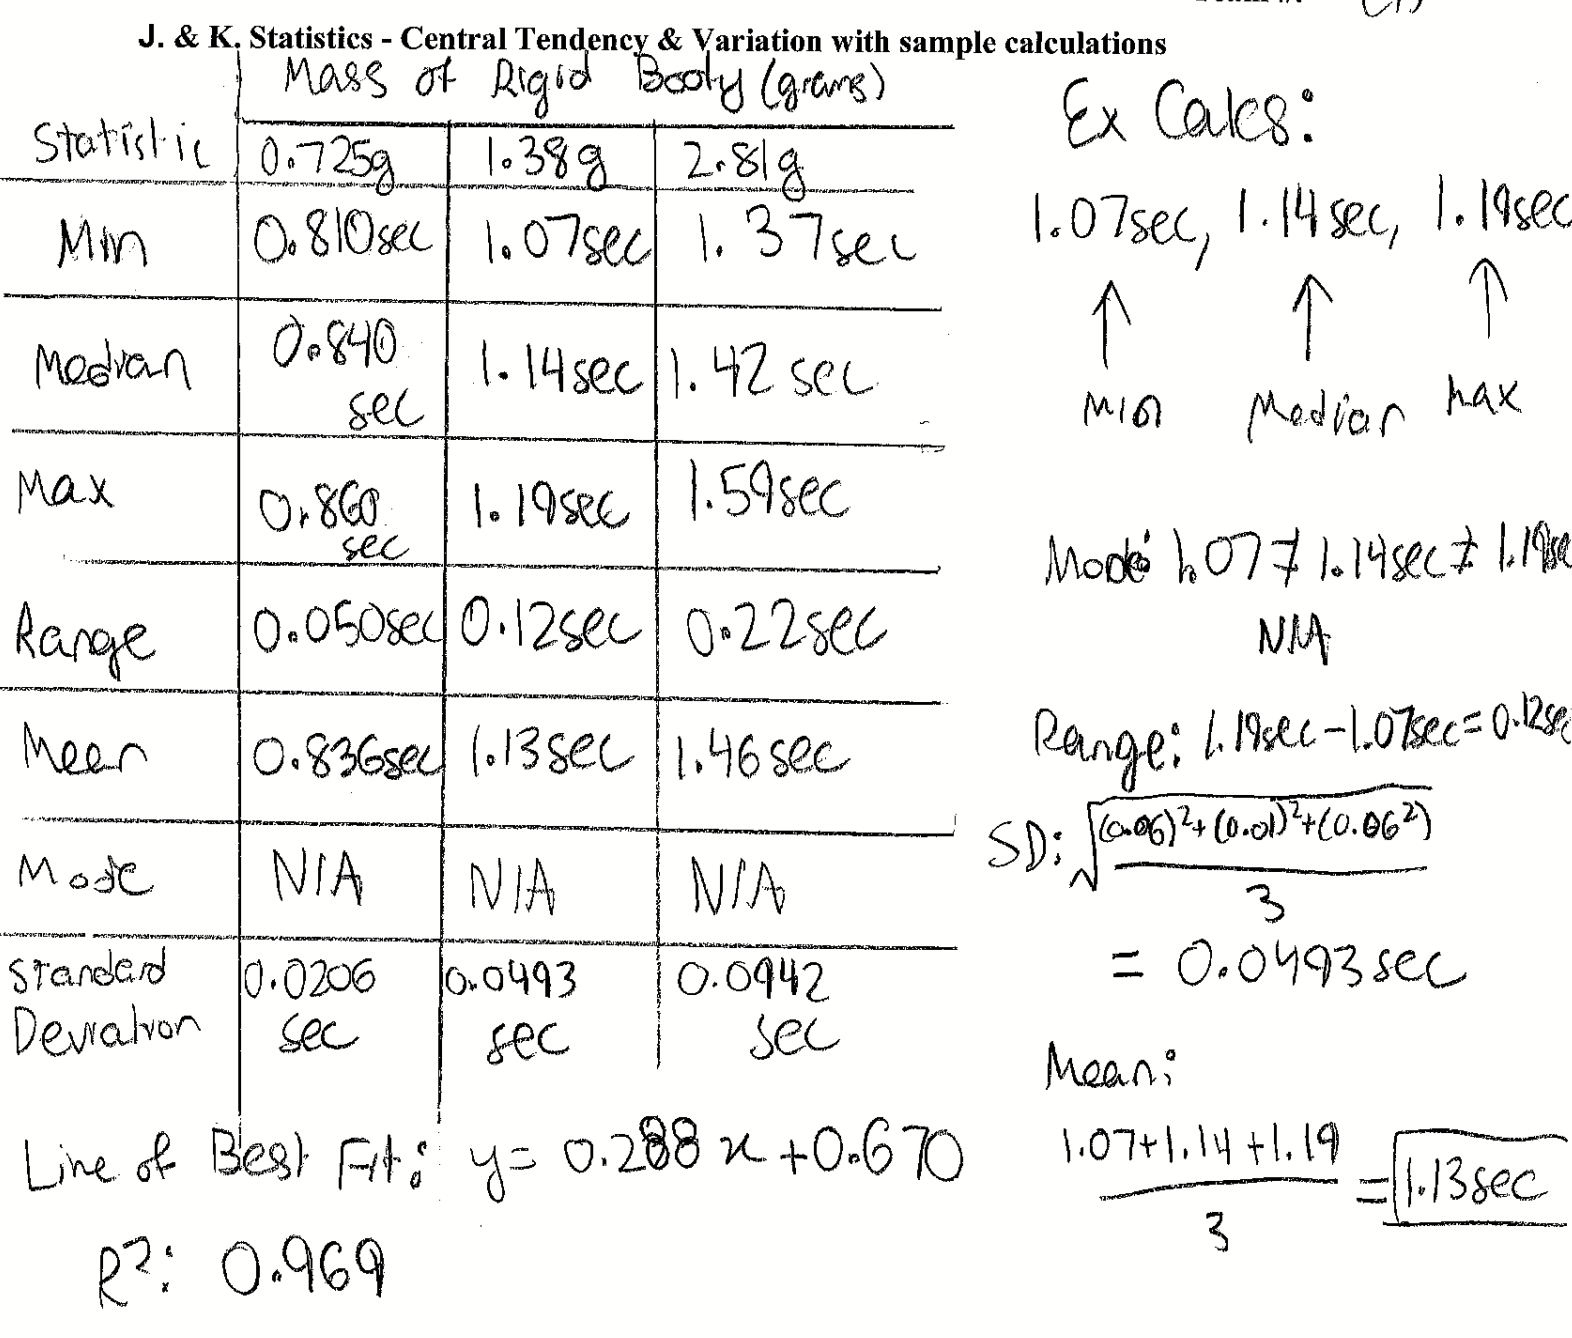 J. & K. Statistics - Central Tendency & Variation with sample calculations
Mass of Rigid Body (grams)
Statistic 0.725g 1.38g 2.81g
Min 0.810sec 1.07sec 1.37sec
Median 0.840 sec 1.14sec 1.42 sec
Max 0.860 sec 1.19sec 1.59sec
Range 0.050sec 0.12sec 0.22sec
Mean 0.836sec 1.13sec 1.46sec
Mode N/A N/A N/A
Standard Deviation 0.0206 sec 0.0493 sec 0.0942 sec
Line of Best Fit: y= 0.288 x +0.670
R²: 0.969
Ex Calcs:
1.07sec, 1.14sec, 1.19sec
↑ ↑ ↑
Min Median Max
Mode: 1.07 ≠ 1.14sec ≠ 1.19se
N/A
Range: 1.19sec-1.07sec=0.12sec
SD: √((0.06)²+(0.01)²+(0.06²)
3
= 0.0493sec
Mean:
1.07+1.14+1.19
3
= 1.13sec